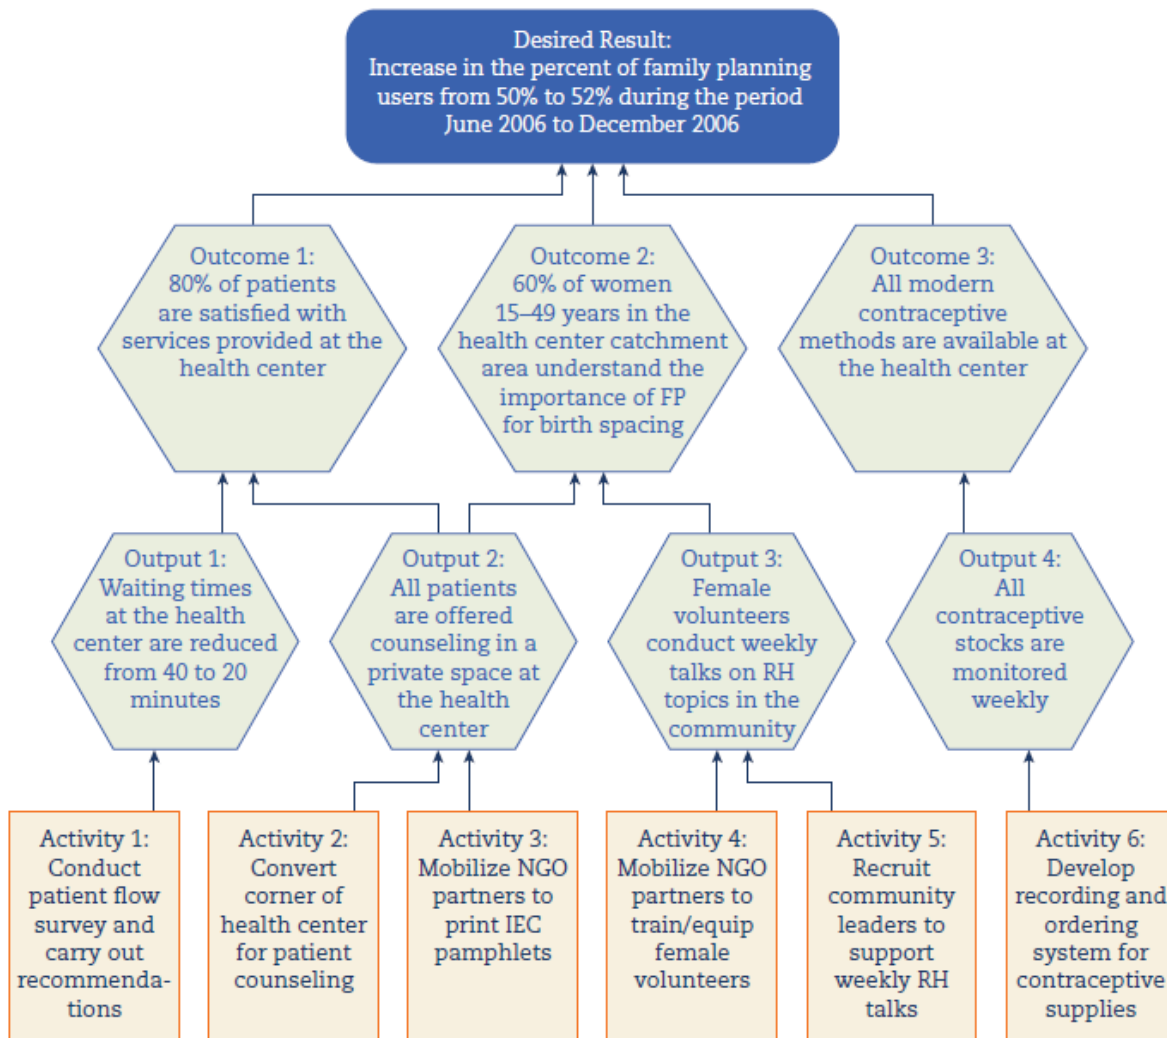 Desired Result:
Increase in the percent of family planning
users from 50% to 52% during the period
June 2006 to December 2006
Outcome 1:
80% of patients
are satisfied with
services provided at the
health center
Outcome 2:
60% of women
15–49 years in the
health center catchment
area understand the
importance of FP
for birth spacing
Outcome 3:
All modern
contraceptive
methods are available at
the health center
Output 1:
Waiting times
at the health
center are reduced
from 40 to 20
minutes
Output 2:
All patients
are offered
counseling in a
private space at
the health
center
Output 3:
Female
volunteers
conduct weekly
talks on RH
topics in the
community
Output 4:
All
contraceptive
stocks are
monitored
weekly
Activity 1:
Conduct
patient flow
survey and
carry out
recommenda-
tions
Activity 2:
Convert
corner of
health center
for patient
counseling
Activity 3:
Mobilize NGO
partners to
print IEC
pamphlets
Activity 4:
Mobilize NGO
partners to
train/equip
female
volunteers
Activity 5:
Recruit
community
leaders to
support
weekly RH
talks
Activity 6:
Develop
recording and
ordering
system for
contraceptive
supplies